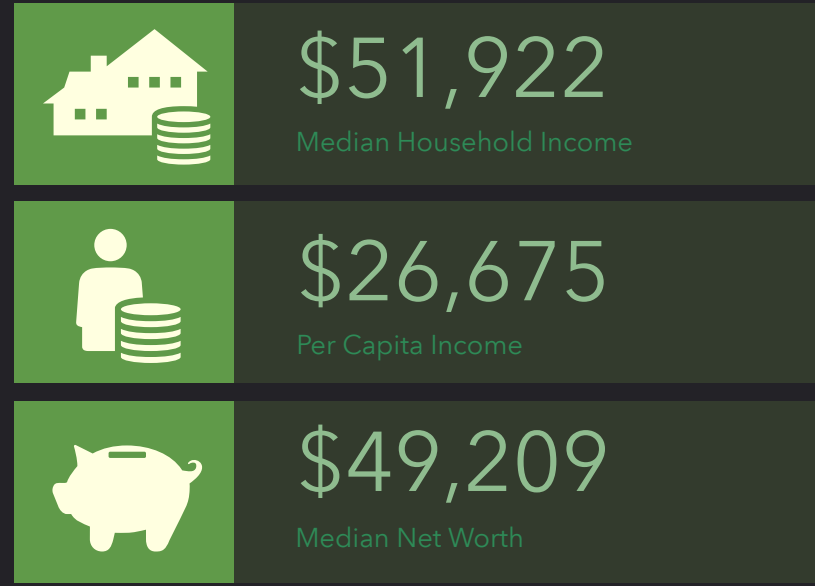 $51,922
Median Household Income
$26,675
Per Capita Income
$49,209
Median Net Worth